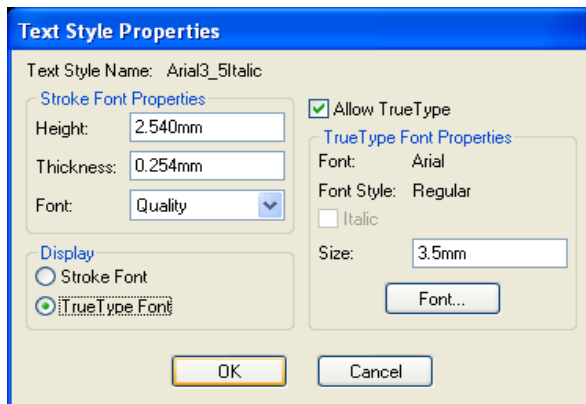 Text Style Properties
Text Style Name: Arial3_5Italic
Stroke Font Properties
Height: 2.540mm
Thickness: 0.254mm
Font: Quality
Display
Stroke Font
TrueType Font
Allow TrueType
TrueType Font Properties
Font: Arial
Font Style: Regular
Italic
Size: 3.5mm
Font...
OK
Cancel